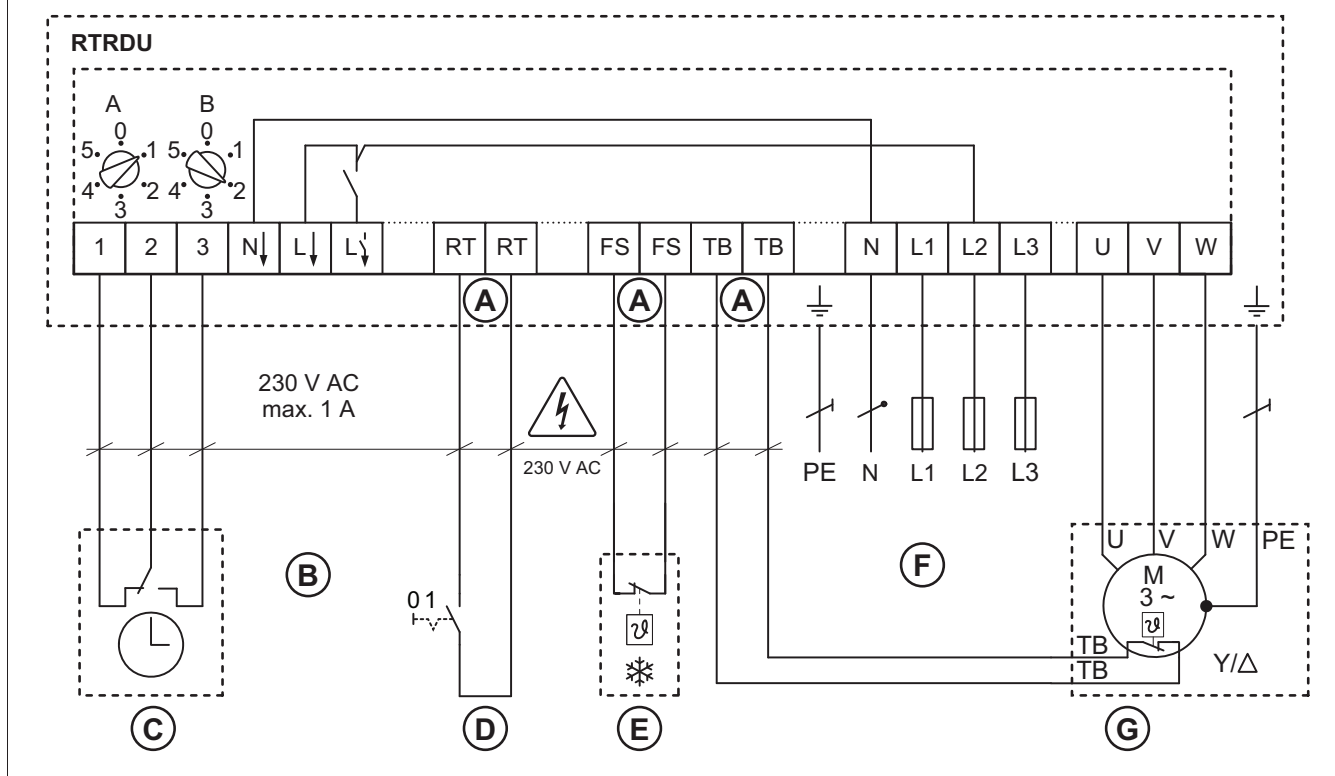 RTRDU
A B
0 0
5 1 5 1
4 2 4 2
3 3
1 2 3 N L L RT RT FS FS TB TB N L1 L2 L3 U V W
A A A
230 V AC
max. 1 A
230 V AC
PE N L1 L2 L3
U V W PE
B F
M
3 ~
0 1
ϑ ϑ
TB
TB
Y/△
C D E G